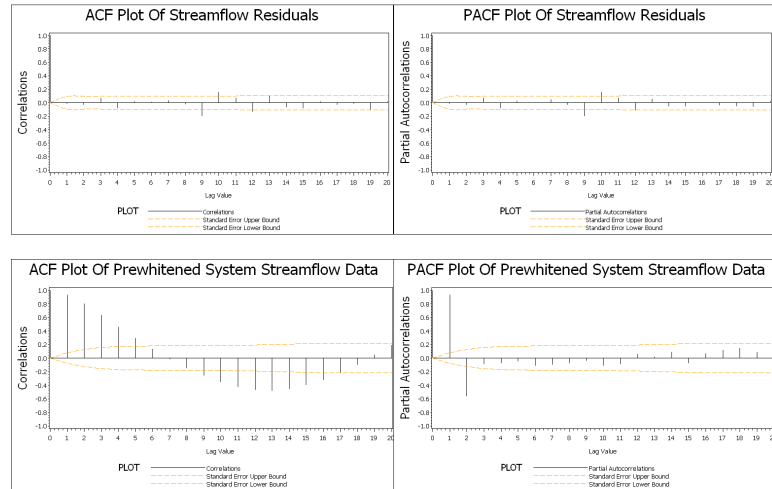 ACF Plot Of Streamflow Residuals
Correlations
1.0
0.8
0.6
0.4
0.2
0.0
-0.2
-0.4
-0.6
-0.8
-1.0
0 1 2 3 4 5 6 7 8 9 10 11 12 13 14 15 16 17 18 19 20
Lag Value
PLOT Correlations
Standard Error Upper Bound
Standard Error Lower Bound
PACF Plot Of Streamflow Residuals
Partial Autocorrelations
1.0
0.8
0.6
0.4
0.2
0.0
-0.2
-0.4
-0.6
-0.8
-1.0
0 1 2 3 4 5 6 7 8 9 10 11 12 13 14 15 16 17 18 19 20
Lag Value
PLOT Partial Autocorrelations
Standard Error Upper Bound
Standard Error Lower Bound
ACF Plot Of Prewhitened System Streamflow Data
Correlations
1.0
0.8
0.6
0.4
0.2
0.0
-0.2
-0.4
-0.6
-0.8
-1.0
0 1 2 3 4 5 6 7 8 9 10 11 12 13 14 15 16 17 18 19 20
Lag Value
PLOT Correlations
Standard Error Upper Bound
Standard Error Lower Bound
PACF Plot Of Prewhitened System Streamflow Data
Partial Autocorrelations
1.0
0.8
0.6
0.4
0.2
0.0
-0.2
-0.4
-0.6
-0.8
-1.0
0 1 2 3 4 5 6 7 8 9 10 11 12 13 14 15 16 17 18 19 2
Lag Value
PLOT Partial Autocorrelations
Standard Error Upper Bound
Standard Error Lower Bound